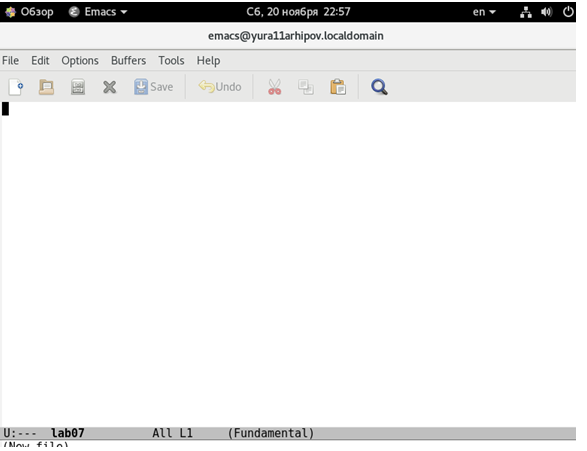 Обзор Emacs Сб, 20 ноября 22:57 en
emacs@yura11arhipov.localdomain
File Edit Options Buffers Tools Help
Save Undo
U:--- lab07 All L1 (Fundamental)
(New file)